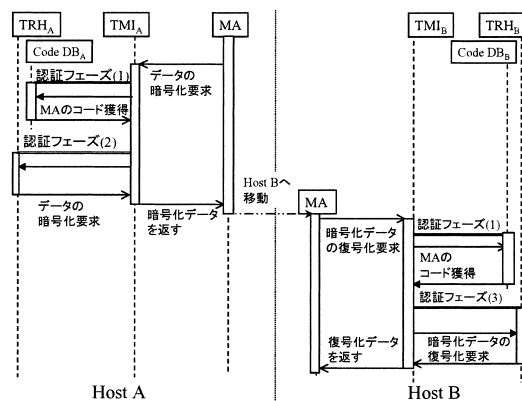 TRHA
TMIA
MA
Code DBA
データの
暗号化要求
認証フェーズ(1)
MAのコード獲得
認証フェーズ(2)
データの
暗号化要求
暗号化データ
を返す
Host Bへ
移動
Host A
TMIB
TRHB
Code DBB
MA
暗号化データ
の復号化要求
認証フェーズ(1)
MAの
コード獲得
認証フェーズ(3)
復号化データ
を返す
暗号化データの
復号化要求
Host B